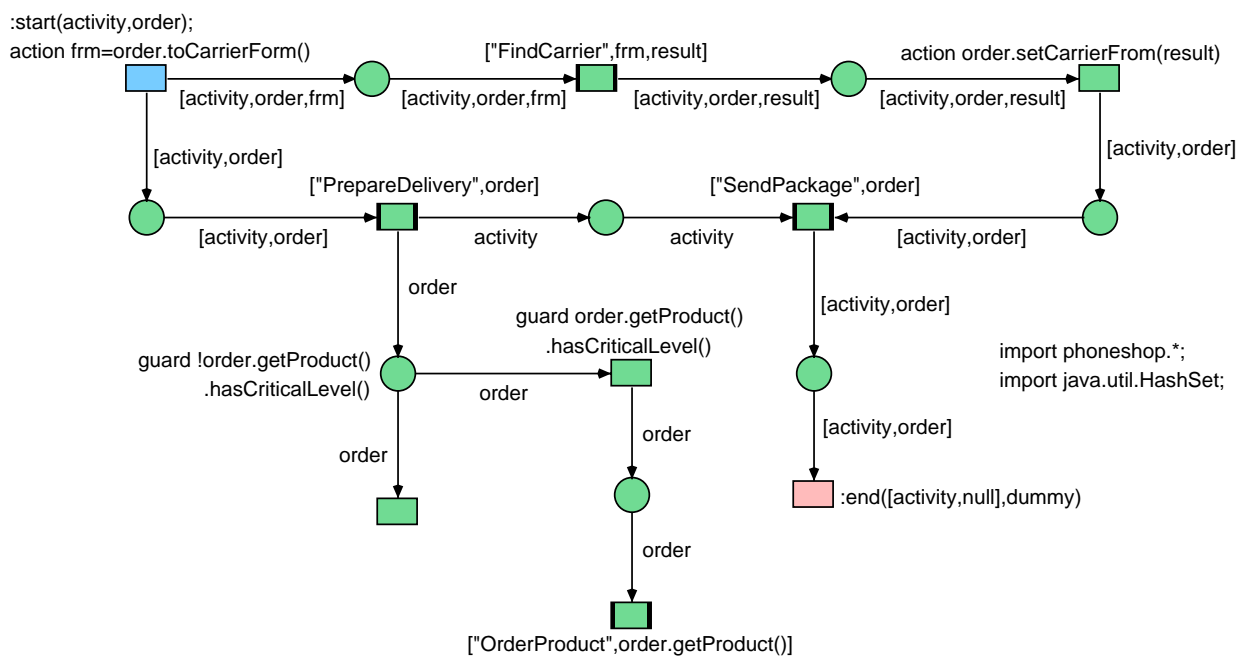 :start(activity,order);
action frm=order.toCarrierForm()
["FindCarrier",frm,result]
action order.setCarrierFrom(result)
[activity,order,frm]
[activity,order,frm]
[activity,order,result]
[activity,order,result]
[activity,order]
[activity,order]
["PrepareDelivery",order]
["SendPackage",order]
[activity,order]
activity
activity
[activity,order]
order
[activity,order]
guard order.getProduct()
.hasCriticalLevel()
guard !order.getProduct()
.hasCriticalLevel()
import phoneshop.*;
import java.util.HashSet;
order
order
[activity,order]
order
:end([activity,null],dummy)
order
["OrderProduct",order.getProduct()]